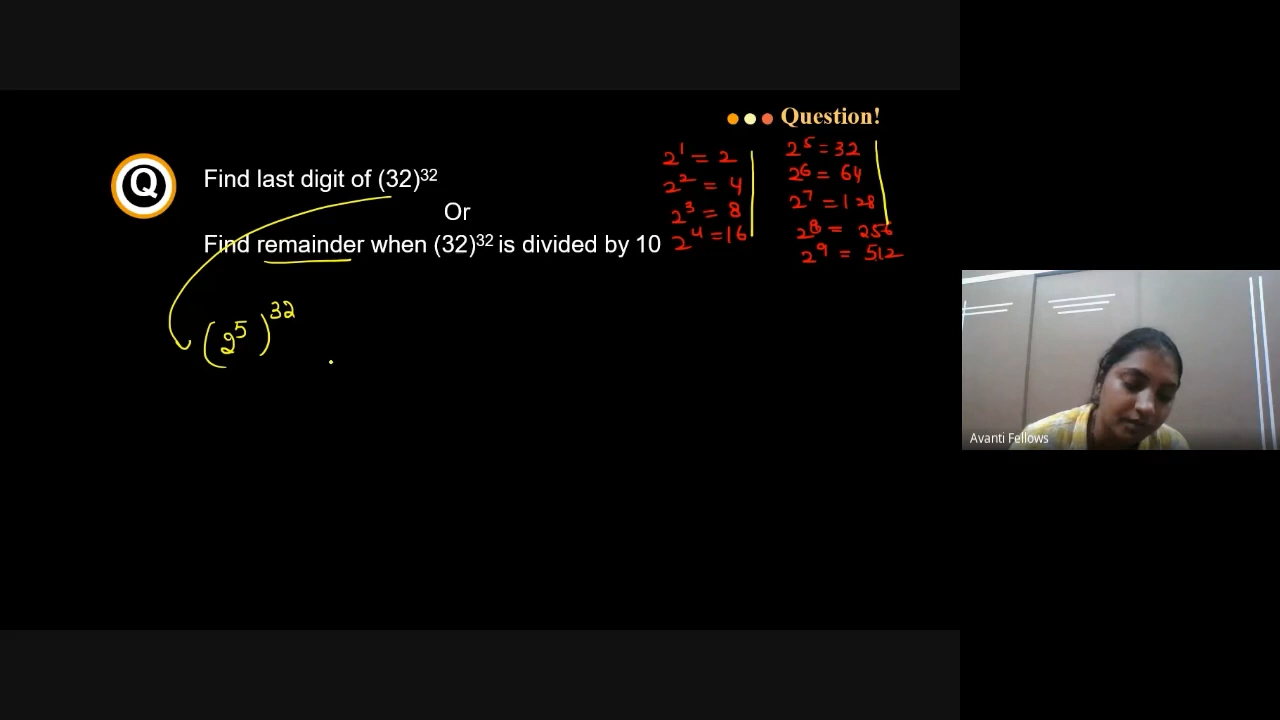 Question!
Q
Find last digit of (32)³²
Or
Find remainder when (32)³² is divided by 10
2¹ = 2
2² = 4
2³ = 8
2⁴ = 16
2⁵ = 32
2⁶ = 64
2⁷ = 128
2⁸ = 256
2⁹ = 512
(2⁵)³²
Avanti Fellows